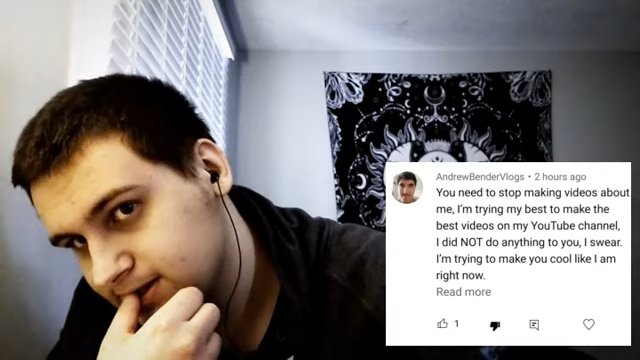 AndrewBenderVlogs • 2 hours ago
You need to stop making videos about
me, I'm trying my best to make the
best videos on my YouTube channel,
I did NOT do anything to you, I swear.
I'm trying to make you cool like I am
right now.
Read more
1